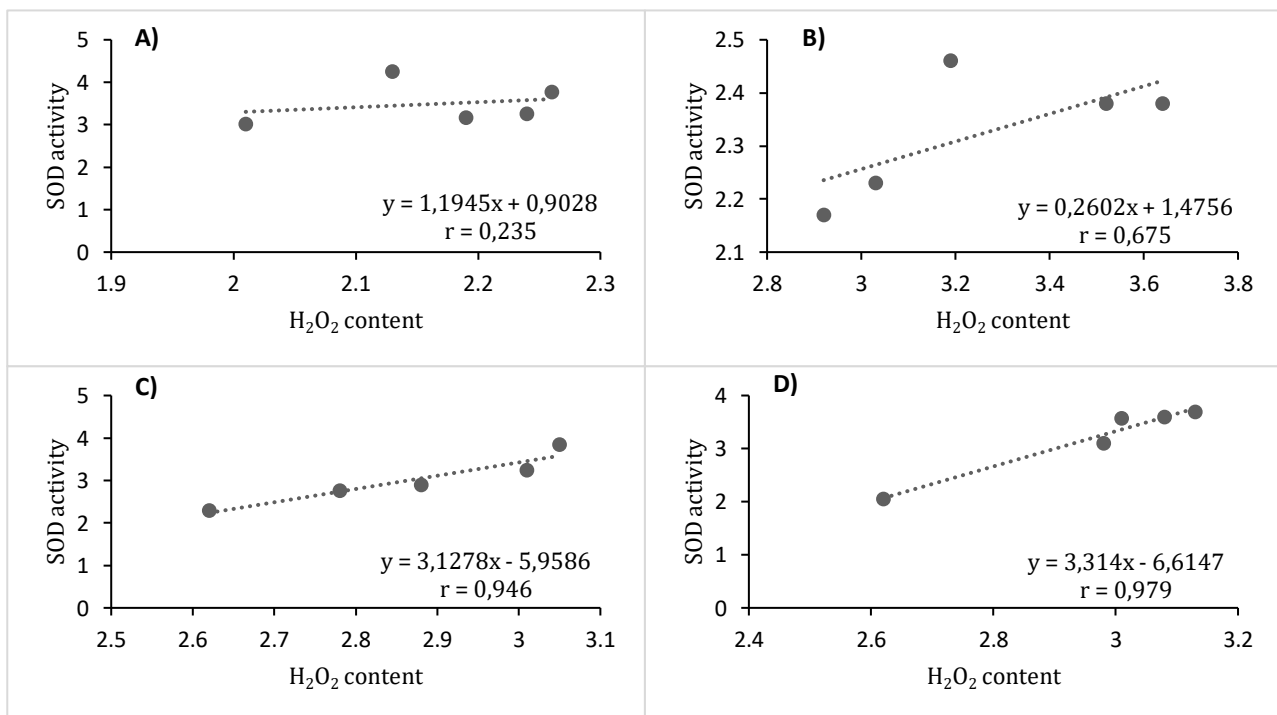 A)
SOD activity
5
4
3
2
1
0
y = 1,1945x + 0,9028
r = 0,235
1.9 2 2.1 2.2 2.3
H₂O₂ content
B)
SOD activity
2.5
2.4
2.3
2.2
2.1
y = 0,2602x + 1,4756
r = 0,675
2.8 3 3.2 3.4 3.6 3.8
H₂O₂ content
C)
SOD activity
5
4
3
2
1
0
y = 3,1278x - 5,9586
r = 0,946
2.5 2.6 2.7 2.8 2.9 3 3.1
H₂O₂ content
D)
SOD activity
4
3
2
1
0
y = 3,314x - 6,6147
r = 0,979
2.4 2.6 2.8 3 3.2
H₂O₂ content